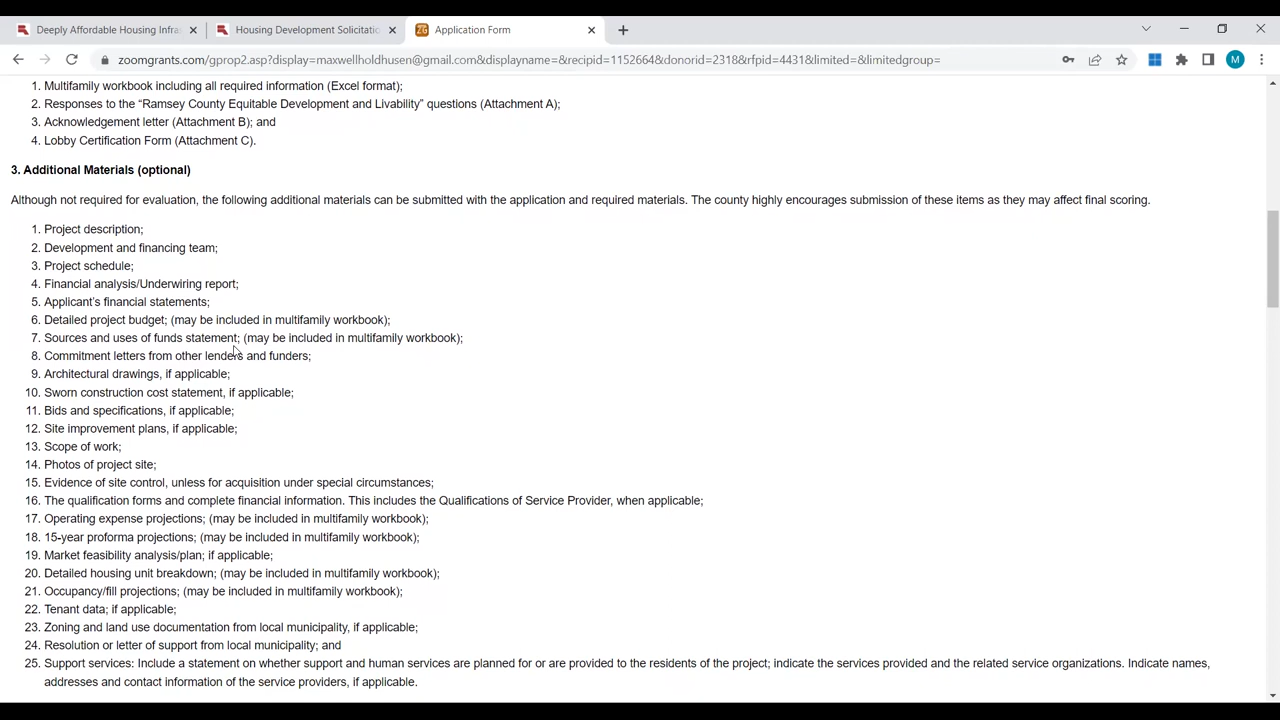 Deeply Affordable Housing Infra
Housing Development Solicitatio
Application Form
zoomgrants.com/gprop2.asp?display=maxwellholdhusen@gmailbom&displayname=&recipid=1152664&donorid=2318&rfpid=4431&limited=&limitedgroup=
M
1. Multifamily workbook including all required information (Excel format);
2. Responses to the “Ramsey County Equitable Development and Livability” questions (Attachment A);
3. Acknowledgement letter (Attachment B); and
4. Lobby Certification Form (Attachment C).
3. Additional Materials (optional)
Although not required for evaluation, the following additional materials can be submitted with the application and required materials. The county highly encourages submission of these items as they may affect final scoring.
1. Project description;
2. Development and financing team;
3. Project schedule;
4. Financial analysis/Underwiring report;
5. Applicant's financial statements;
6. Detailed project budget; (may be included in multifamily workbook);
7. Sources and uses of funds statement; (may be included in multifamily workbook);
8. Commitment letters from other lenders and funders;
9. Architectural drawings, if applicable;
10. Sworn construction cost statement, if applicable;
11. Bids and specifications, if applicable;
12. Site improvement plans, if applicable;
13. Scope of work;
14. Photos of project site;
15. Evidence of site control, unless for acquisition under special circumstances;
16. The qualification forms and complete financial information. This includes the Qualifications of Service Provider, when applicable;
17. Operating expense projections; (may be included in multifamily workbook);
18. 15-year proforma projections; (may be included in multifamily workbook);
19. Market feasibility analysis/plan; if applicable;
20. Detailed housing unit breakdown; (may be included in multifamily workbook);
21. Occupancy/fill projections; (may be included in multifamily workbook);
22. Tenant data; if applicable;
23. Zoning and land use documentation from local municipality, if applicable;
24. Resolution or letter of support from local municipality; and
25. Support services: Include a statement on whether support and human services are planned for or are provided to the residents of the project; indicate the services provided and the related service organizations. Indicate names,
addresses and contact information of the service providers, if applicable.